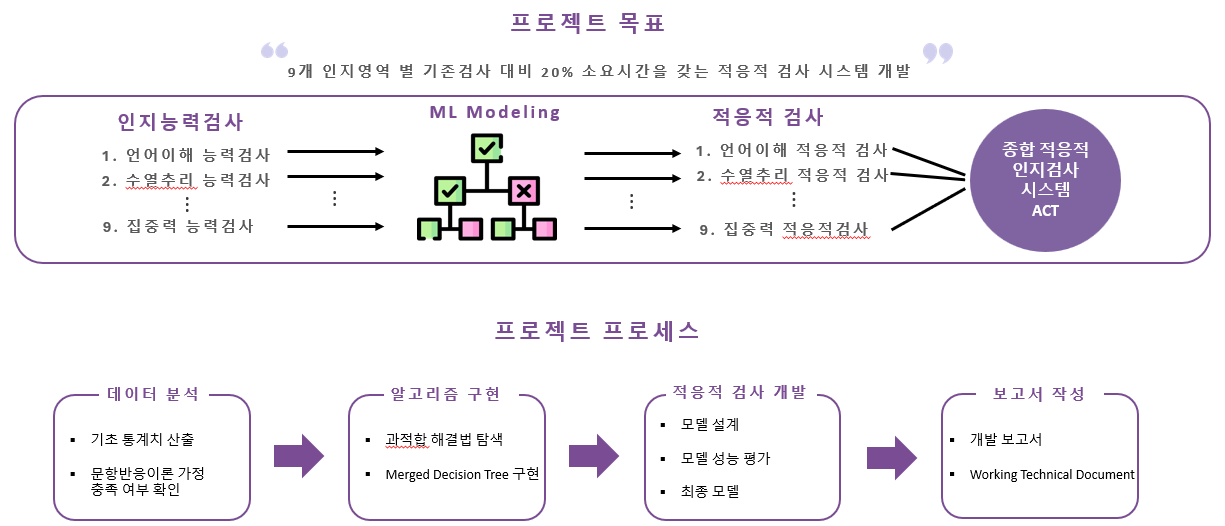 프로젝트 목표
“ 9개 인지영역 별 기존검사 대비 20% 소요시간을 갖는 적응적 검사 시스템 개발 ”
인지능력검사
1. 언어이해 능력검사
2. 수열추리 능력검사
⋮
9. 집중력 능력검사
⋮
ML Modeling
⋮
적응적 검사
1. 언어이해 적응적 검사
2. 수열추리 적응적 검사
⋮
9. 집중력 적응적검사
종합 적응적
인지검사
시스템
ACT
프로젝트 프로세스
데이터 분석
▪ 기초 통계치 산출
▪ 문항반응이론 가정
충족 여부 확인
알고리즘 구현
▪ 과적합 해결법 탐색
▪ Merged Decision Tree 구현
적응적 검사 개발
▪ 모델 설계
▪ 모델 성능 평가
▪ 최종 모델
보고서 작성
▪ 개발 보고서
▪ Working Technical Document